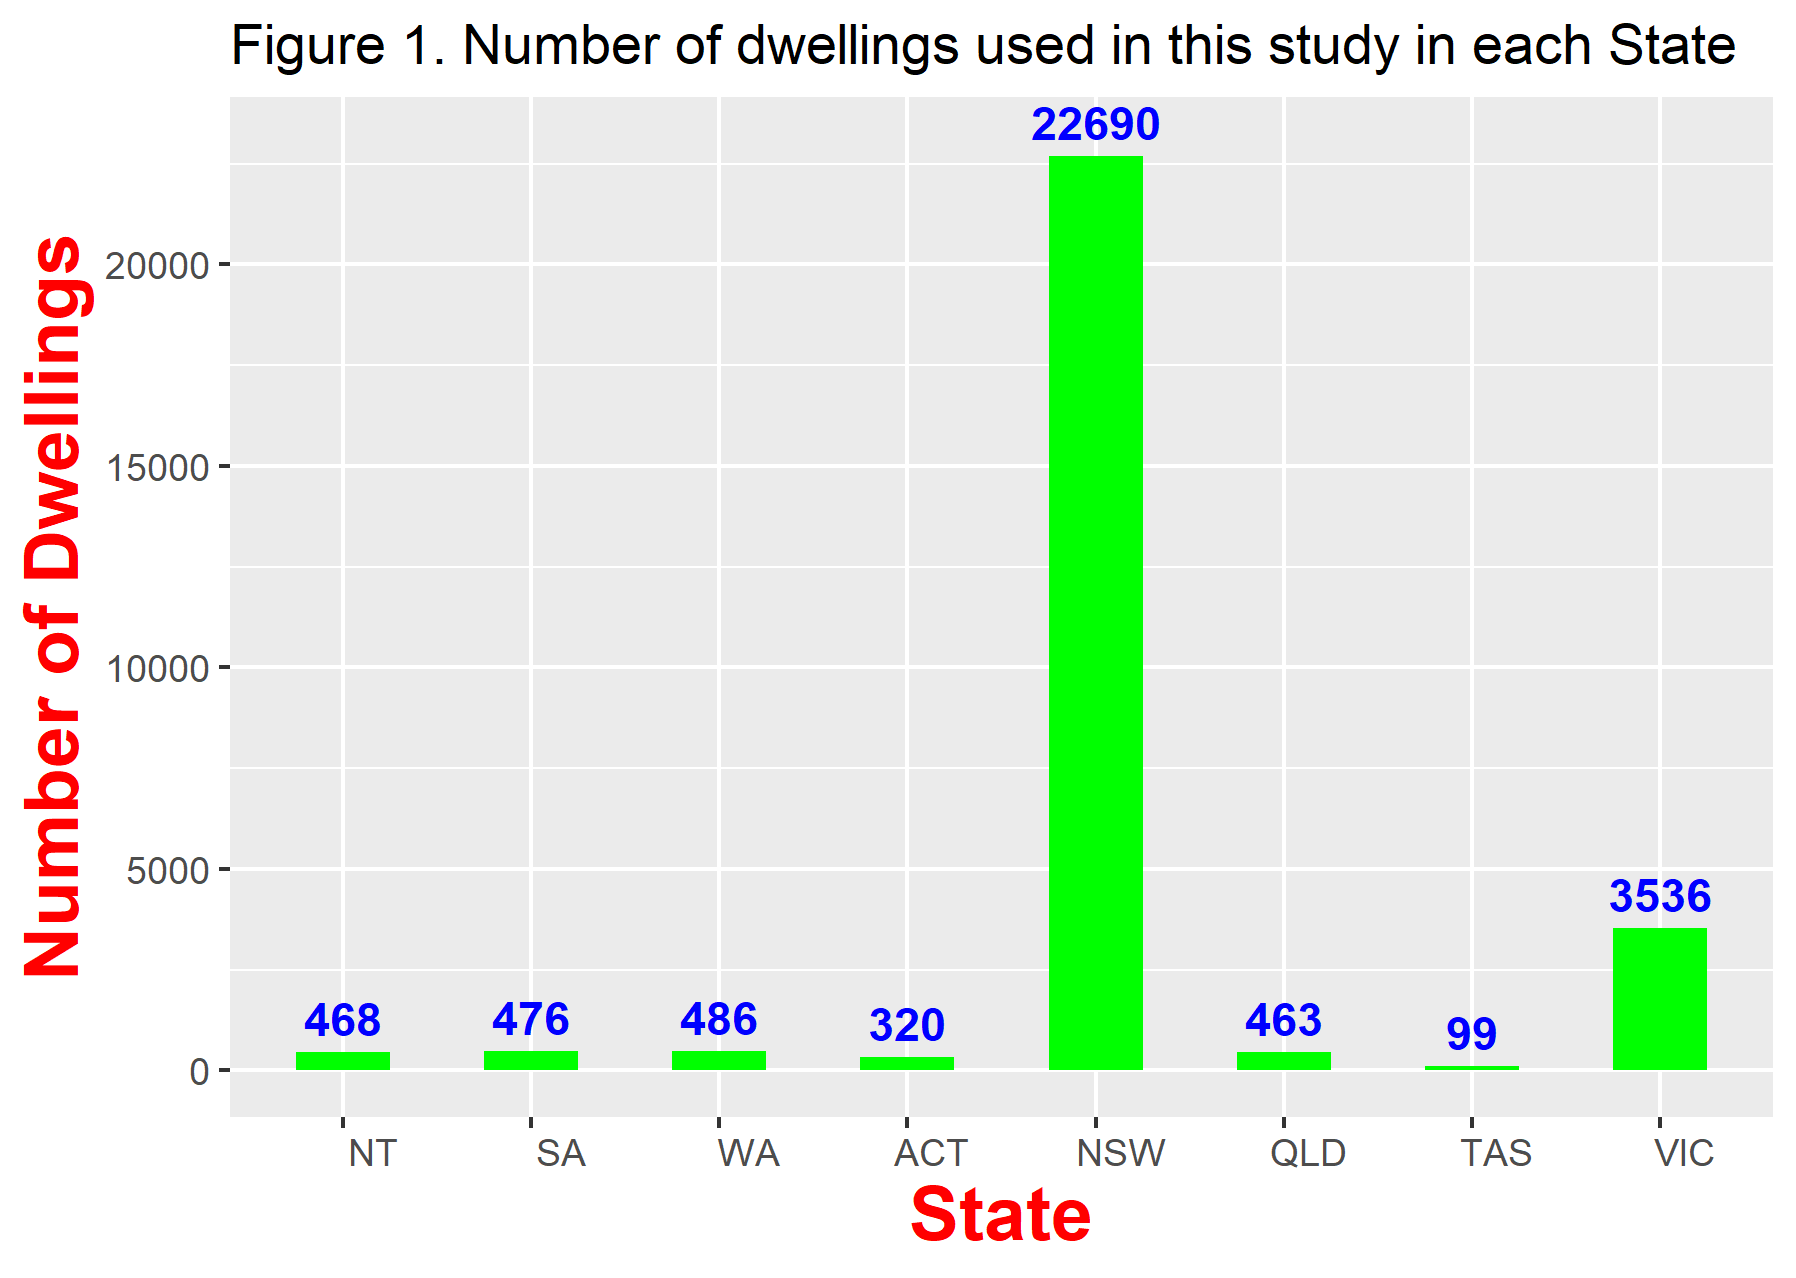 Figure 1. Number of dwellings used in this study in each State
Number of Dwellings
20000
15000
10000
5000
0
468
476
486
320
22690
463
99
3536
NT
SA
WA
ACT
NSW
QLD
TAS
VIC
State